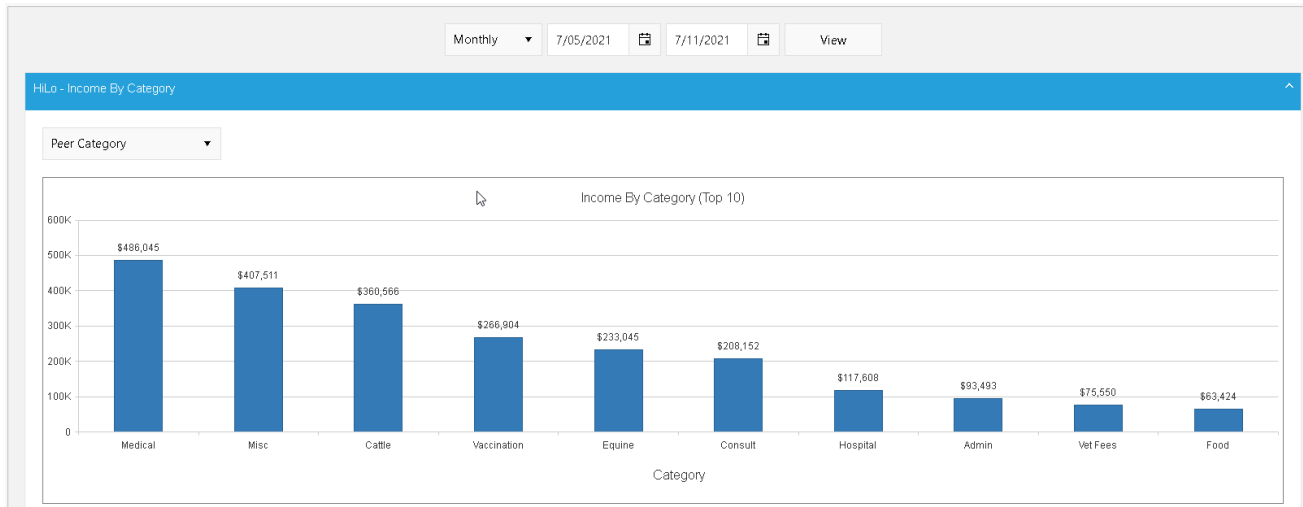 Monthly 7/05/2021 7/11/2021 View
HiLo - Income By Category
Peer Category
Income By Category (Top 10)
600K
500K
400K
300K
200K
100K
0
$486,045
$407,511
$360,566
$266,904
$233,045
$208,152
$117,608
$93,493
$75,550
$63,424
Medical Misc Cattle Vaccination Equine Consult Hospital Admin Vet Fees Food
Category